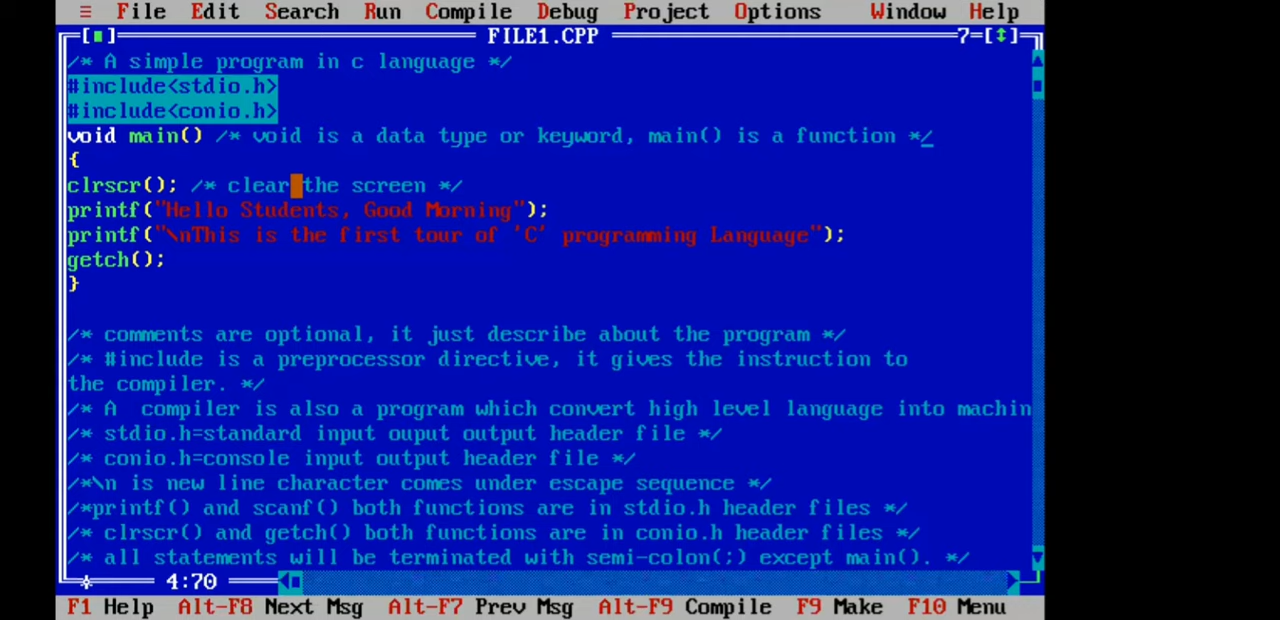 ≡ File Edit Search Run Compile Debug Project Options Window Help
[■] FILE1.CPP 7=[↕]
/* A simple program in c language */
#include<stdio.h>
#include<conio.h>
void main() /* void is a data type or keyword, main() is a function */
{
clrscr(); /* clear the screen */
printf("Hello Students, Good Morning");
printf("\nThis is the first tour of 'C' programming Language");
getch();
}
/* comments are optional, it just describe about the program */
/* #include is a preprocessor directive, it gives the instruction to
the compiler. */
/* A  compiler is also a program which convert high level language into machin
/* stdio.h=standard input ouput output header file */
/* conio.h=console input output header file */
/*\n is new line character comes under escape sequence */
/*printf() and scanf() both functions are in stdio.h header files */
/* clrscr() and getch() both functions are in conio.h header files */
/* all statements will be terminated with semi-colon(;) except main(). */
4:70
F1 Help Alt-F8 Next Msg Alt-F7 Prev Msg Alt-F9 Compile F9 Make F10 Menu